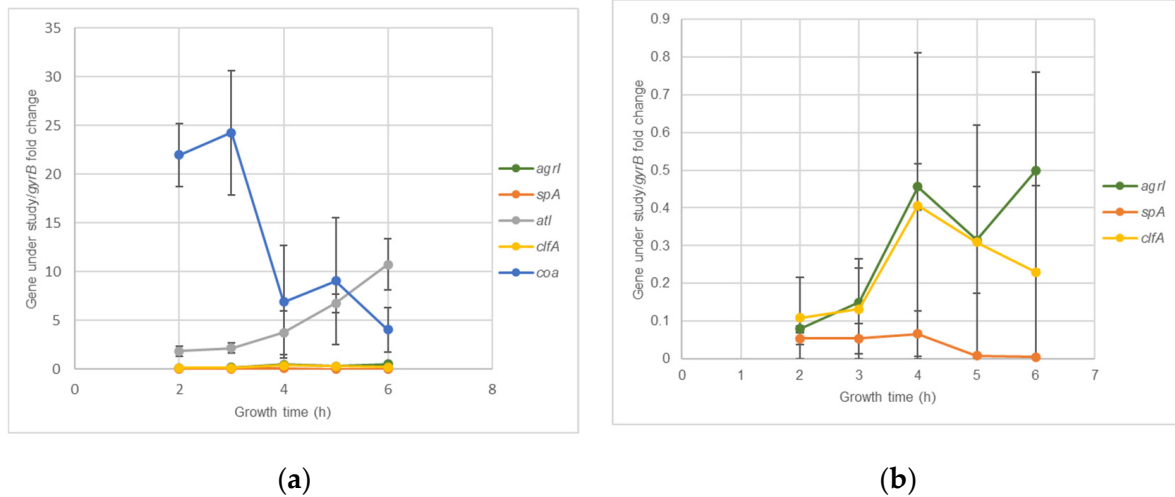 40
35
30
25
20
15
10
5
0
0
2
4
6
8
Gene under study/gyrB fold change
Growth time (h)
agrI
spA
atl
clfA
coa
(a)
0.9
0.8
0.7
0.6
0.5
0.4
0.3
0.2
0.1
0
0
1
2
3
4
5
6
7
Gene under study/gyrB fold change
Growth time (h)
agrI
spA
clfA
(b)